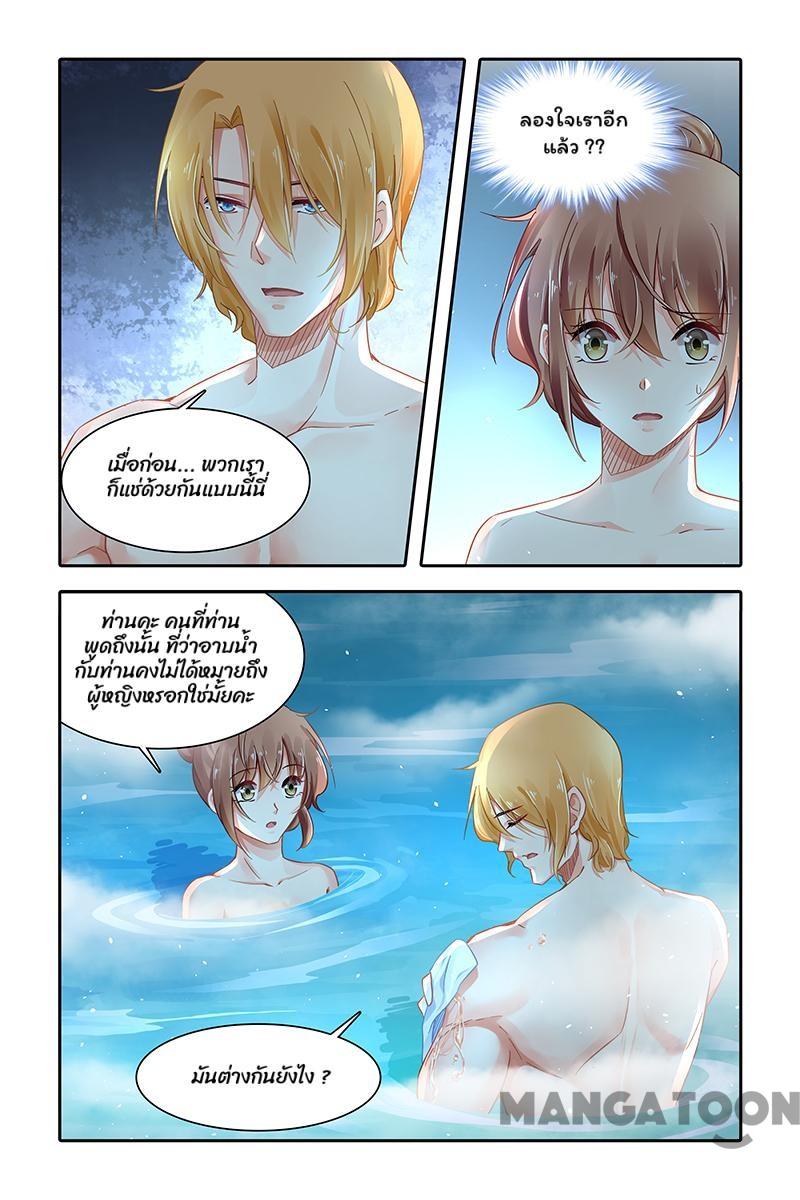 เมื่อก่อน... พวกเรา
ก็แช่ด้วยกันแบบนี้นี่
ลองใจเราอีก
แล้ว ??
ท่านคะ คนที่ท่าน
พูดถึงนั้น ที่ว่าอาบน้ำ
กับท่านคงไม่ได้หมายถึง
ผู้หญิงหรอกใช่มั้ยคะ
มันต่างกันยังไง ?
MANGATOON